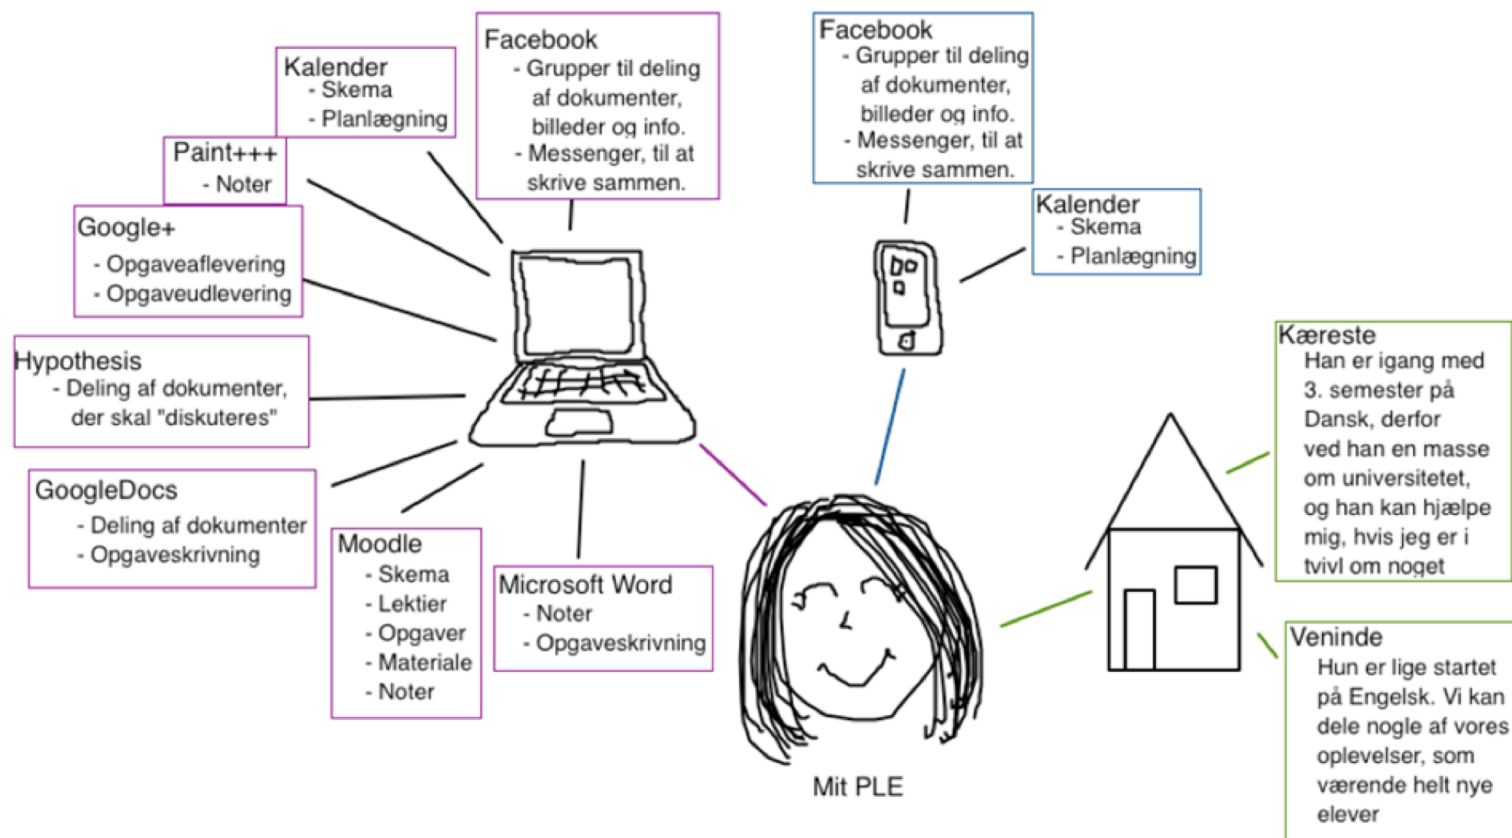 Facebook
- Grupper til deling
af dokumenter,
billeder og info.
- Messenger, til at
skrive sammen.
Kalender
- Skema
- Planlægning
Paint+++
- Noter
Google+
- Opgaveaflevering
- Opgaveudlevering
Hypothesis
- Deling af dokumenter,
der skal "diskuteres"
GoogleDocs
- Deling af dokumenter
- Opgaveskrivning
Moodle
- Skema
- Lektier
- Opgaver
- Materiale
- Noter
Microsoft Word
- Noter
- Opgaveskrivning
Facebook
- Grupper til deling
af dokumenter,
billeder og info.
- Messenger, til at
skrive sammen.
Kalender
- Skema
- Planlægning
Kæreste
Han er igang med
3. semester på
Dansk, derfor
ved han en masse
om universitetet,
og han kan hjælpe
mig, hvis jeg er i
tvivl om noget
Veninde
Hun er lige startet
på Engelsk. Vi kan
dele nogle af vores
oplevelser, som
værende helt nye
elever
Mit PLE